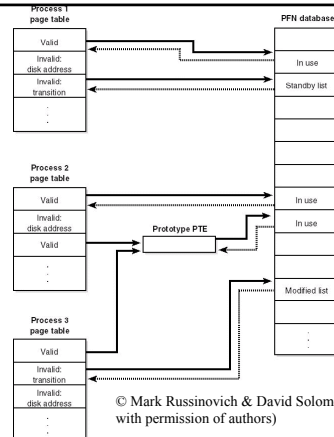 Process 1
page table
PFN database
Valid
Invalid:
disk address
Invalid:
transition
In use
Standby list
Process 2
page table
Valid
Invalid:
disk address
Valid
Prototype PTE
In use
In use
Modified list
Process 3
page table
Valid
Invalid:
transition
Invalid:
disk address
© Mark Russinovich & David Solom
with permission of authors)